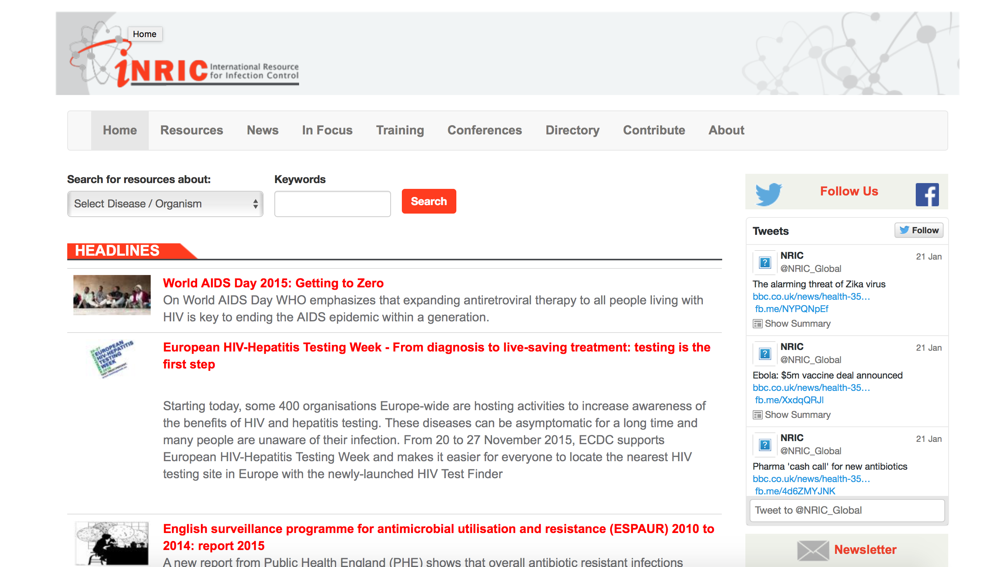 Home
iNRIC International Resource
for Infection Control
Home Resources News In Focus Training Conferences Directory Contribute About
Search for resources about:
Keywords
Select Disease / Organism
Search
HEADLINES
World AIDS Day 2015: Getting to Zero
On World AIDS Day WHO emphasizes that expanding antiretroviral therapy to all people living with
HIV is key to ending the AIDS epidemic within a generation.
EUROPEAN
HIV-HEPATITIS
TESTING
WEEK
European HIV-Hepatitis Testing Week - From diagnosis to live-saving treatment: testing is the
first step
Starting today, some 400 organisations Europe-wide are hosting activities to increase awareness of
the benefits of HIV and hepatitis testing. These diseases can be asymptomatic for a long time and
many people are unaware of their infection. From 20 to 27 November 2015, ECDC supports
European HIV-Hepatitis Testing Week and makes it easier for everyone to locate the nearest HIV
testing site in Europe with the newly-launched HIV Test Finder
English surveillance programme for antimicrobial utilisation and resistance (ESPAUR) 2010 to
2014: report 2015
A new report from Public Health England (PHE) shows that overall antibiotic resistant infections
Follow Us
Tweets
Follow
NRIC
21 Jan
@NRIC_Global
The alarming threat of Zika virus
bbc.co.uk/news/health-35…
fb.me/NYPQNpEf
Show Summary
NRIC
21 Jan
@NRIC_Global
Ebola: $5m vaccine deal announced
bbc.co.uk/news/health-35…
fb.me/XxdqQRJl
Show Summary
NRIC
21 Jan
@NRIC_Global
Pharma 'cash call' for new antibiotics
bbc.co.uk/news/health-35…
fb.me/4d6ZMYJNK
Tweet to @NRIC_Global
Newsletter